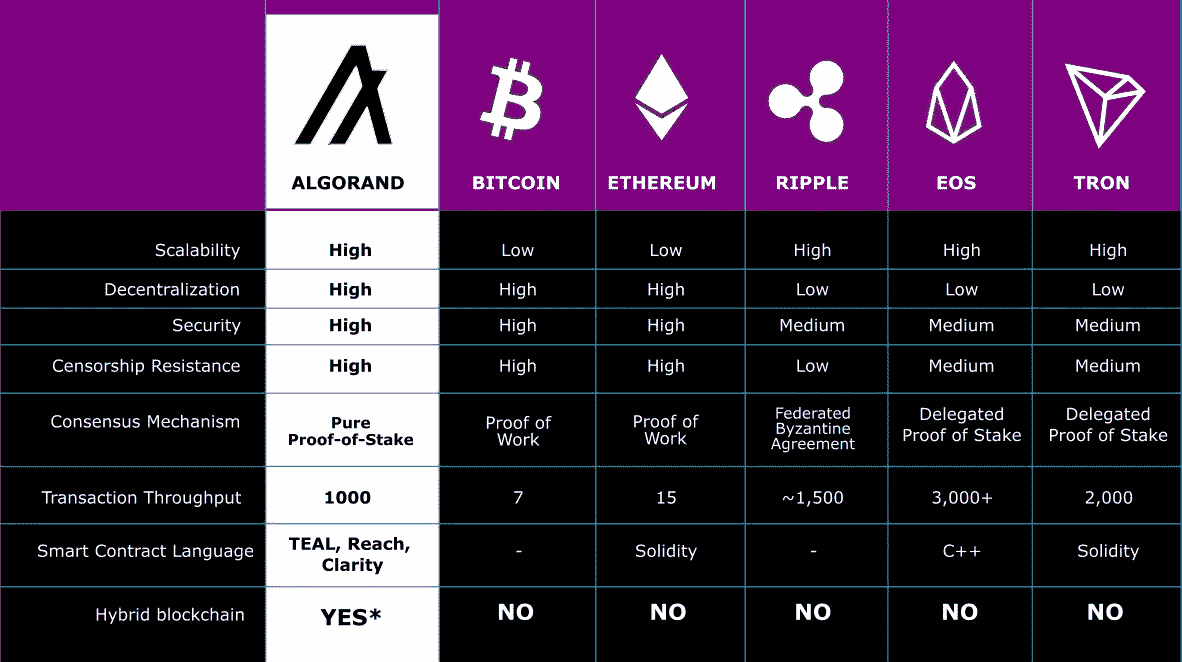 ALGORAND BITCOIN ETHEREUM RIPPLE EOS TRON
Scalability High Low Low High High High
Decentralization High High High Low Low Low
Security High High High Medium Medium Medium
Censorship Resistance High High High Low Medium Medium
Consensus Mechanism Pure Proof-of-Stake Proof of Work Proof of Work Federated Byzantine Agreement Delegated Proof of Stake Delegated Proof of Stake
Transaction Throughput 1000 7 15 ~1,500 3,000+ 2,000
Smart Contract Language TEAL, Reach, Clarity - Solidity - C++ Solidity
Hybrid blockchain YES* NO NO NO NO NO